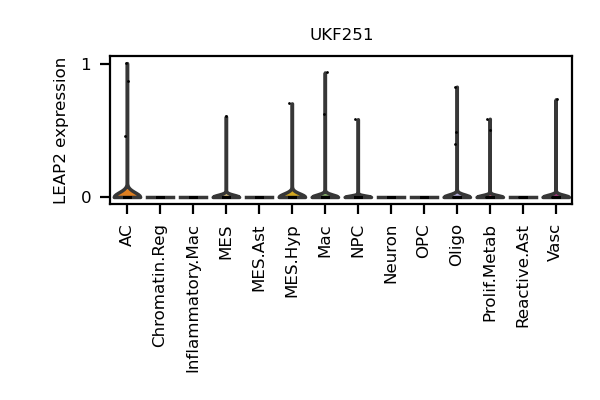 UKF251
LEAP2 expression
1
0
AC
Chromatin.Reg
Inflammatory.Mac
MES
MES.Ast
MES.Hyp
Mac
NPC
Neuron
OPC
Oligo
Prolif.Metab
Reactive.Ast
Vasc